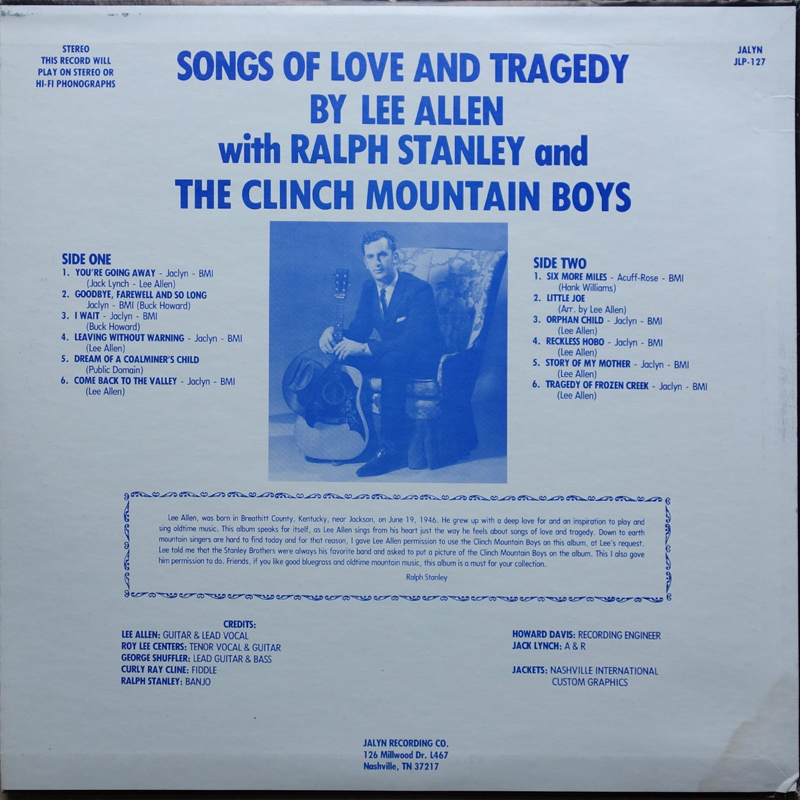 STEREO
THIS RECORD WILL
PLAY ON STEREO OR
HI-FI PHONOGRAPHS
JALYN
JLP-127
SONGS OF LOVE AND TRAGEDY
BY LEE ALLEN
with RALPH STANLEY and
THE CLINCH MOUNTAIN BOYS
SIDE ONE
1. YOU'RE GOING AWAY - Jaclyn - BMI
(Jack Lynch - Lee Allen)
2. GOODBYE, FAREWELL AND SO LONG
Jaclyn - BMI (Buck Howard)
3. I WAIT - Jaclyn - BMI
(Buck Howard)
4. LEAVING WITHOUT WARNING - Jaclyn - BMI
(Lee Allen)
5. DREAM OF A COALMINER'S CHILD
(Public Domain)
6. COME BACK TO THE VALLEY - Jaclyn - BMI
(Lee Allen)
SIDE TWO
1. SIX MORE MILES - Acuff-Rose - BMI
(Hank Williams)
2. LITTLE JOE
(Arr. by Lee Allen)
3. ORPHAN CHILD - Jaclyn - BMI
(Lee Allen)
4. RECKLESS HOBO - Jaclyn - BMI
(Lee Allen)
5. STORY OF MY MOTHER - Jaclyn - BMI
(Lee Allen)
6. TRAGEDY OF FROZEN CREEK - Jaclyn - BMI
(Lee Allen)
Lee Allen, was born in Breathitt County, Kentucky, near Jackson, on June 19, 1946. He grew up with a deep love for and an inspiration to play and
sing oldtime music. This album speaks for itself, as Lee Allen sings from his heart just the way he feels about songs of love and tragedy. Down to earth
mountain singers are hard to find today and for that reason, I gave Lee Allen permission to use the Clinch Mountain Boys on this album, at Lee's request.
Lee told me that the Stanley Brothers were always his favorite band and asked to put a picture of the Clinch Mountain Boys on the album. This I also gave
him permission to do. Friends, if you like good bluegrass and oldtime mountain music, this album is a must for your collection.
Ralph Stanley
CREDITS:
LEE ALLEN: GUITAR & LEAD VOCAL
ROY LEE CENTERS: TENOR VOCAL & GUITAR
GEORGE SHUFFLER: LEAD GUITAR & BASS
CURLY RAY CLINE: FIDDLE
RALPH STANLEY: BANJO
HOWARD DAVIS: RECORDING ENGINEER
JACK LYNCH: A & R
JACKETS: NASHVILLE INTERNATIONAL
CUSTOM GRAPHICS
JALYN RECORDING CO.
126 Millwood Dr. L467
Nashville, TN 37217